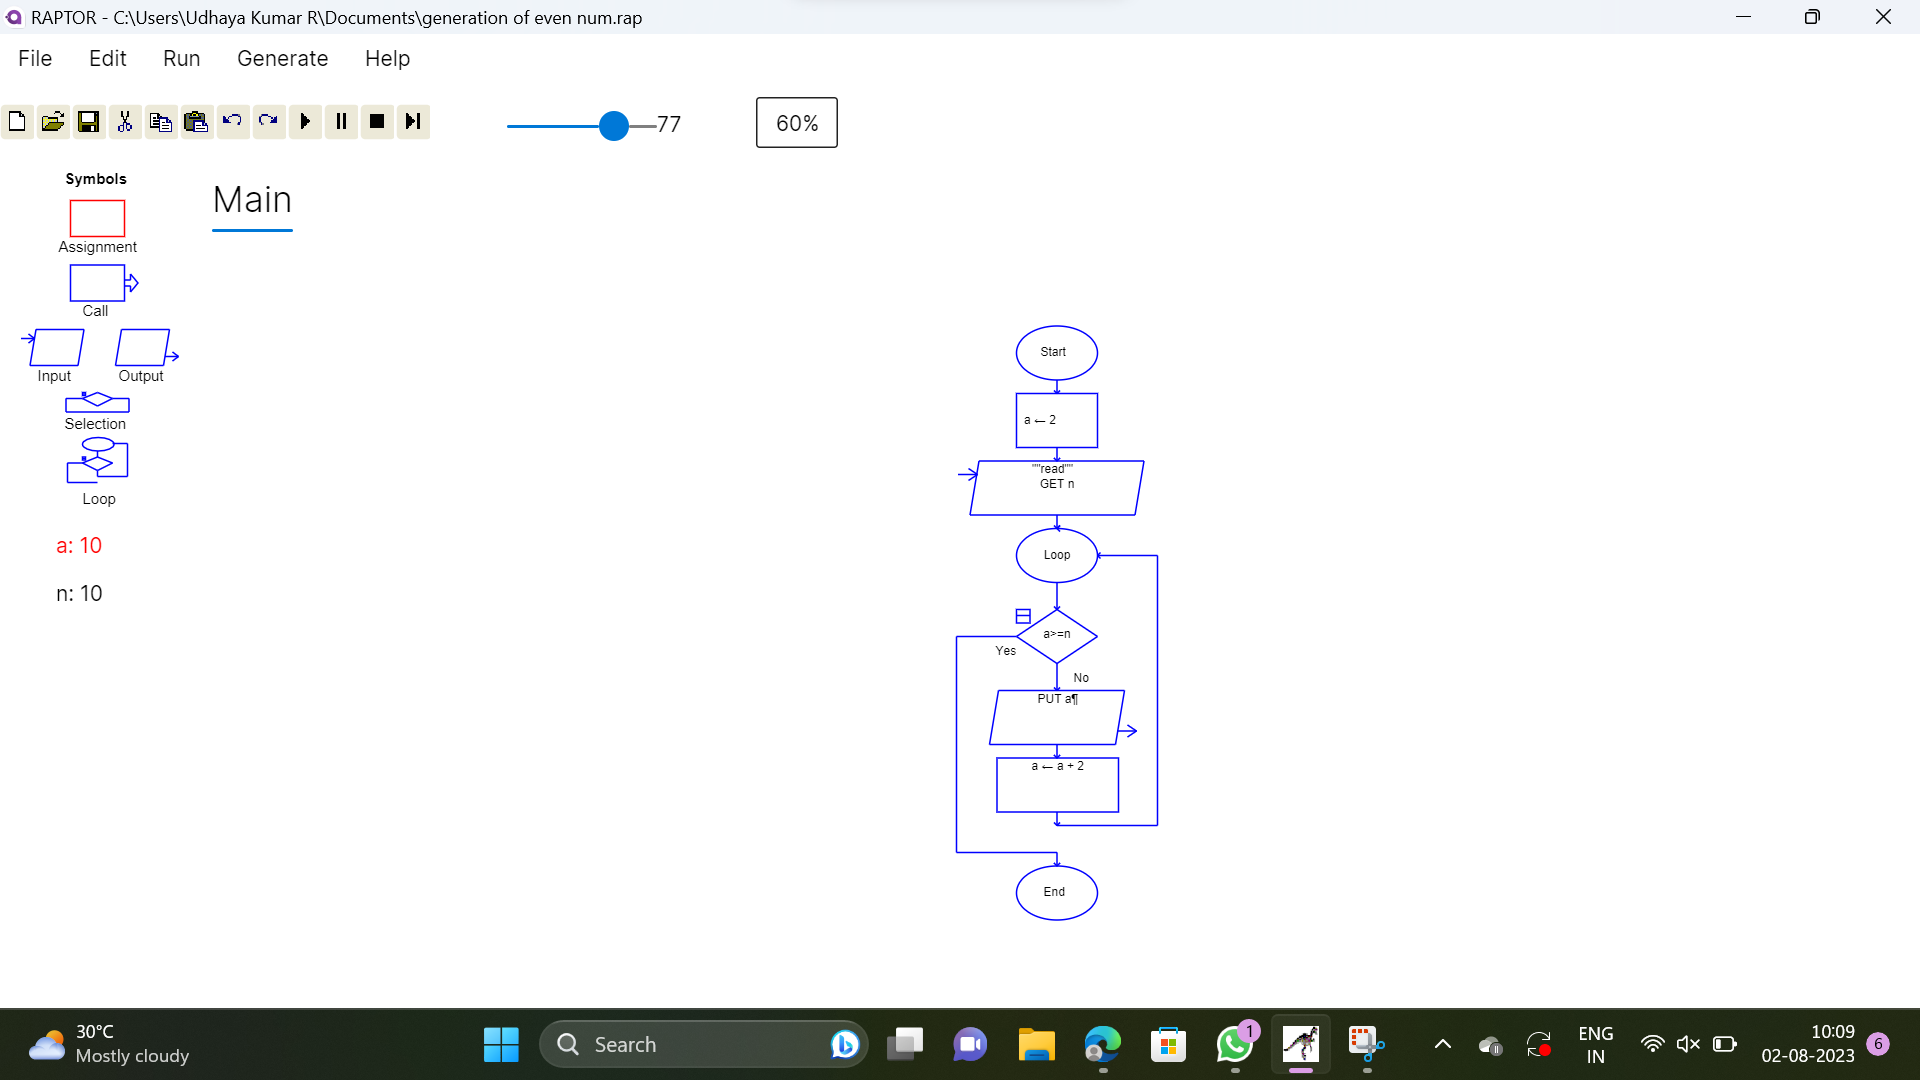 RAPTOR - C:\Users\Udhaya Kumar R\Documents\generation of even num.rap
File Edit Run Generate Help
77
60%
Symbols
Assignment
Call
Input Output
Selection
Loop
a: 10
n: 10
Main
Start
a ← 2
""read""
GET n
Loop
a>=n
Yes
No
PUT a¶
a ← a + 2
End
30°C
Mostly cloudy
Search
1
ENG
IN
10:09
02-08-2023
6